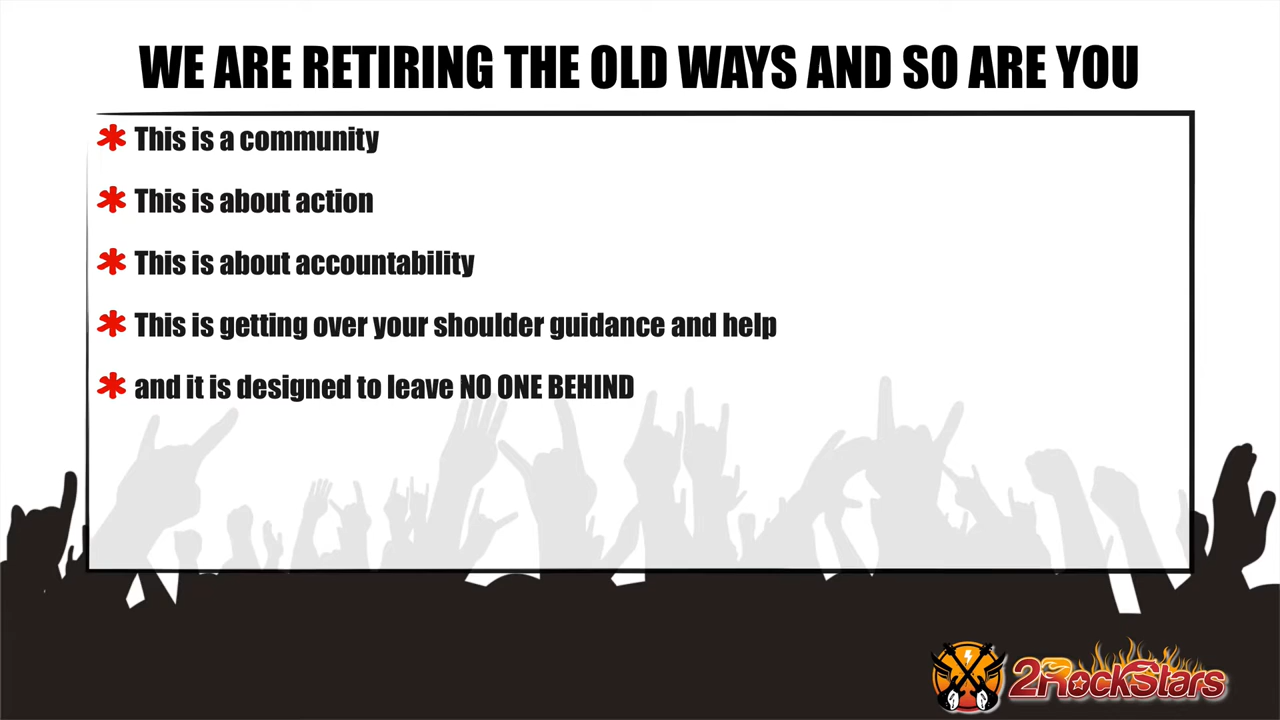 WE ARE RETIRING THE OLD WAYS AND SO ARE YOU
* This is a community
* This is about action
* This is about accountability
* This is getting over your shoulder guidance and help
* and it is designed to leave NO ONE BEHIND
2RockStars